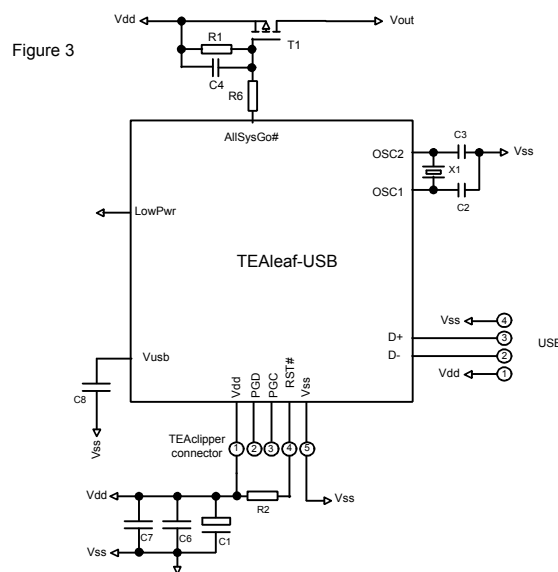 Vdd
Vout
Figure 3
R1
T1
C4
R6
AllSysGo#
OSC2
C3
Vss
X1
OSC1
C2
LowPwr
TEAleaf-USB
Vss 4
D+ 3
USB
D- 2
Vdd 1
Vusb
C8
Vss
Vdd
PGD
PGC
RST#
Vss
TEAclipper
connector
1 2 3 4 5
Vdd
R2
Vss
C7
C6
C1
Vss